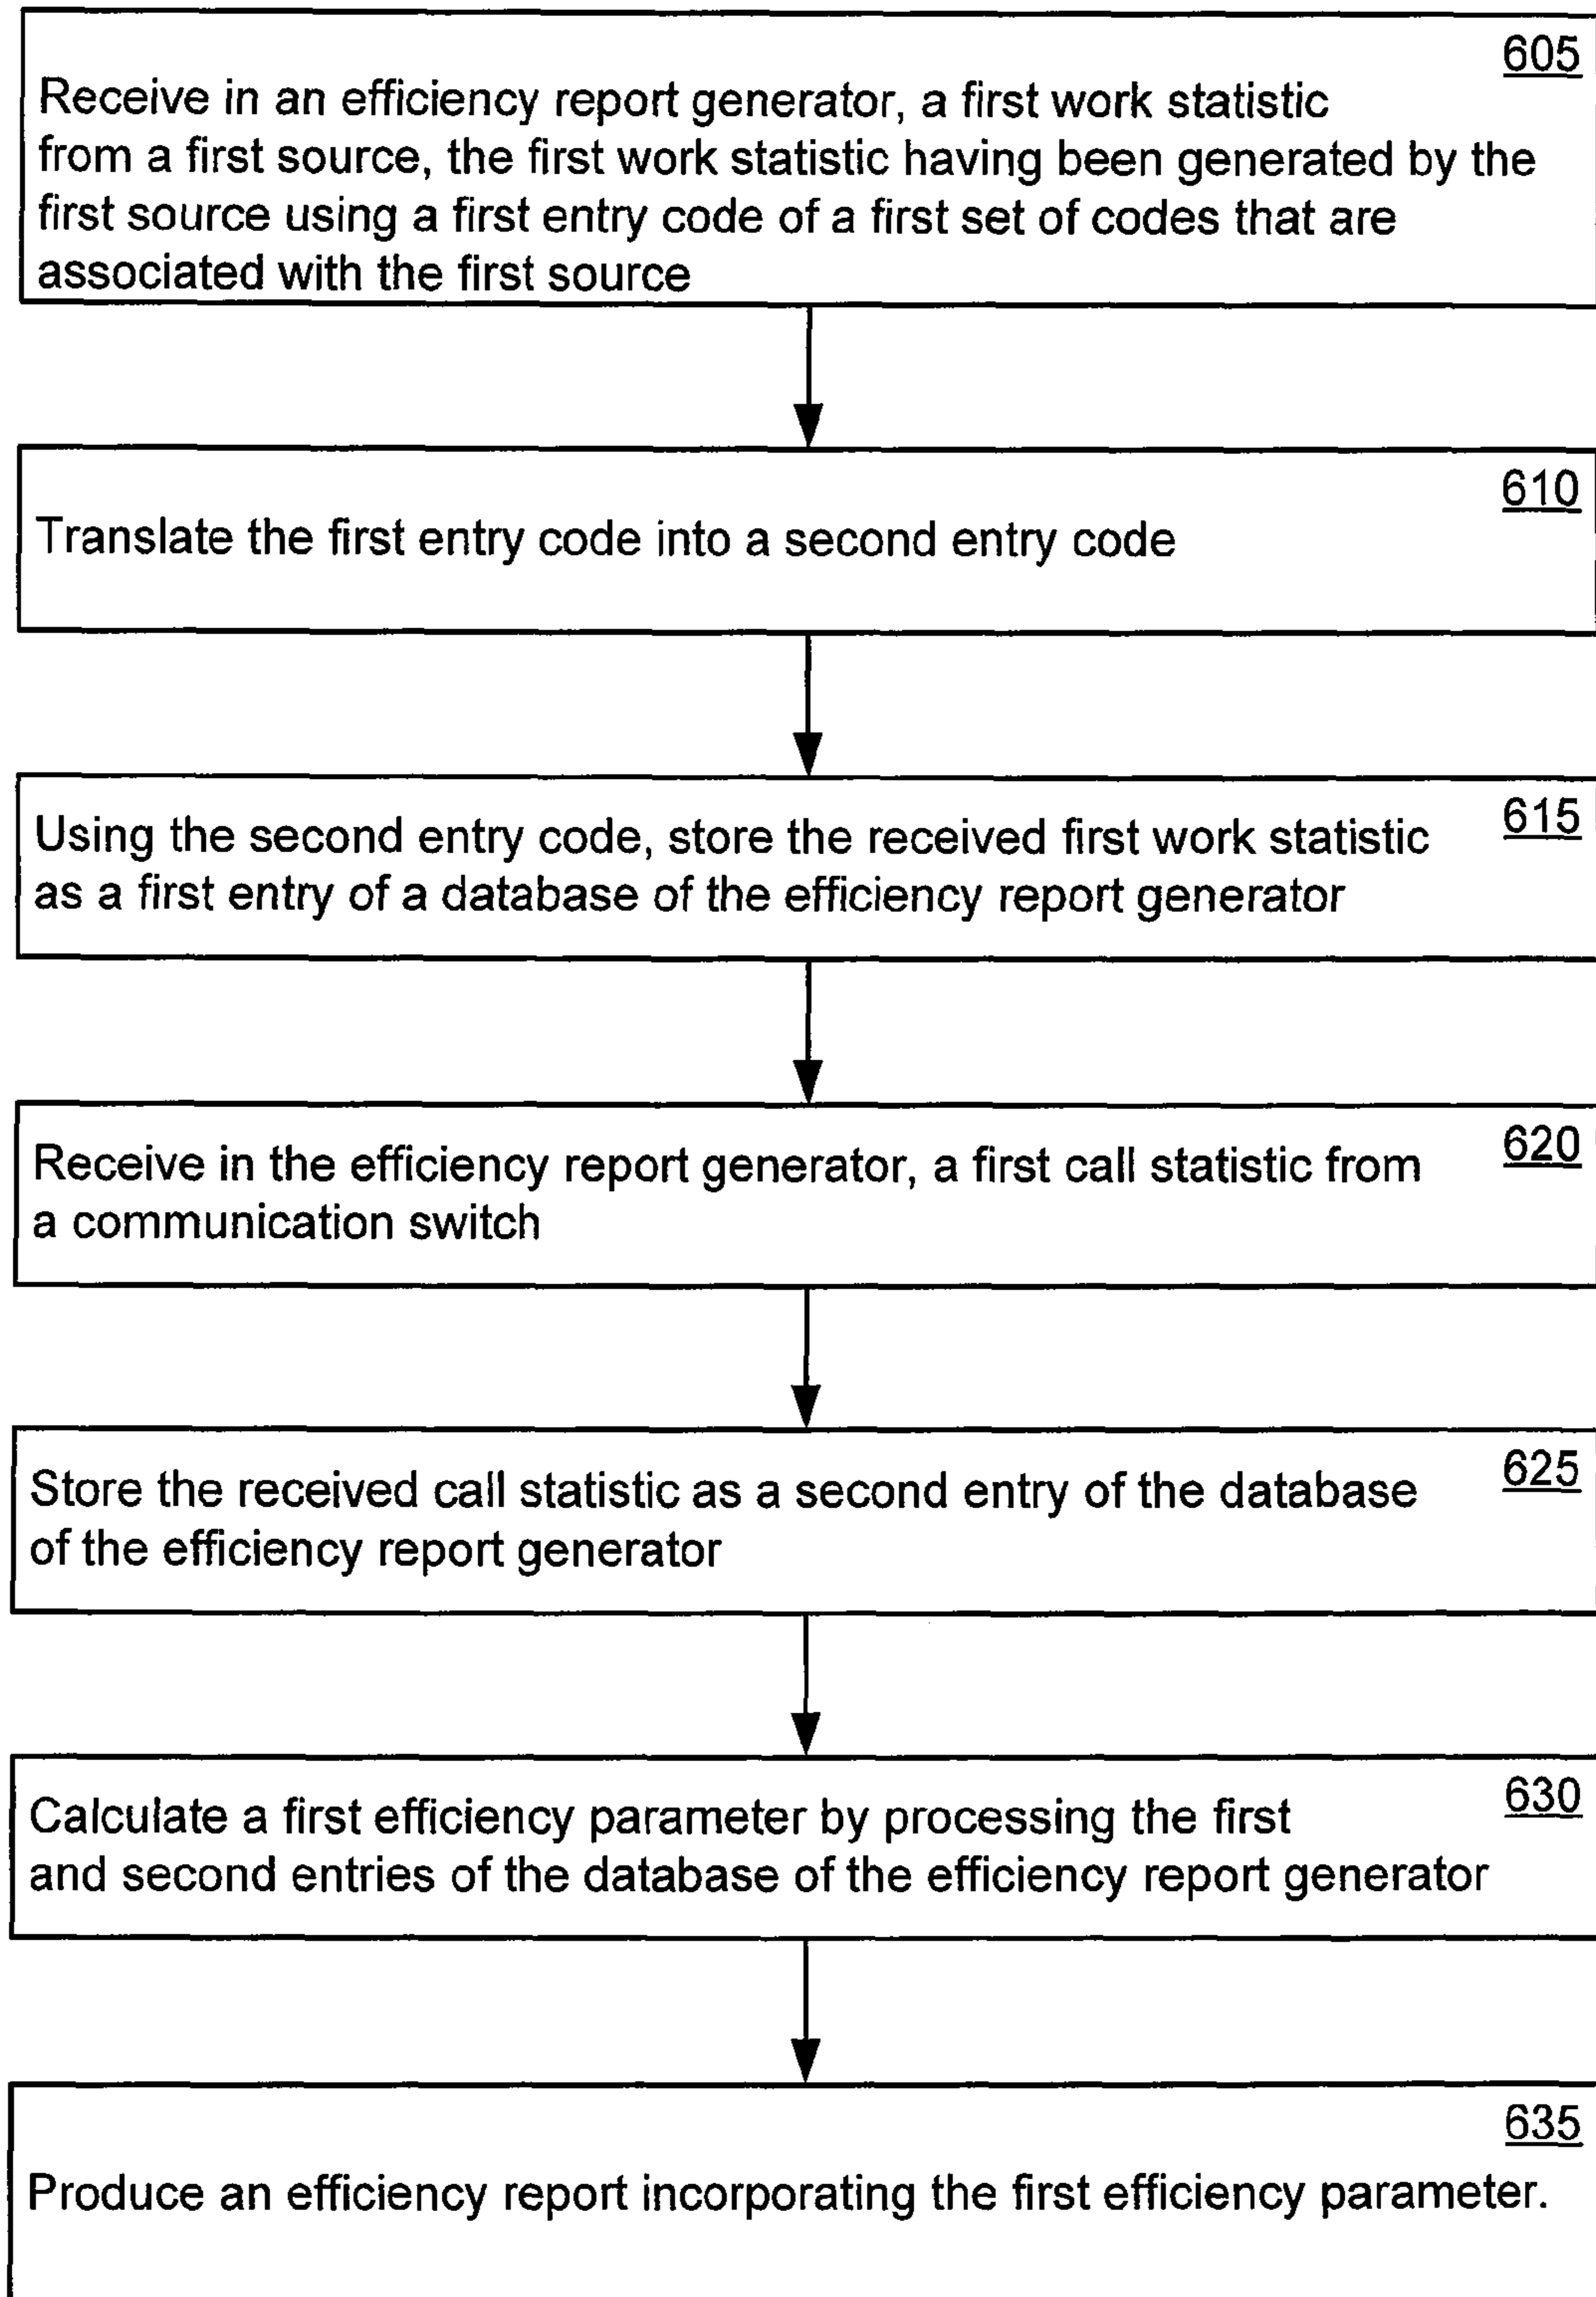 605
Receive in an efficiency report generator, a first work statistic
from a first source, the first work statistic having been generated by the
first source using a first entry code of a first set of codes that are
associated with the first source
610
Translate the first entry code into a second entry code
615
Using the second entry code, store the received first work statistic
as a first entry of a database of the efficiency report generator
620
Receive in the efficiency report generator, a first call statistic from
a communication switch
625
Store the received call statistic as a second entry of the database
of the efficiency report generator
630
Calculate a first efficiency parameter by processing the first
and second entries of the database of the efficiency report generator
635
Produce an efficiency report incorporating the first efficiency parameter.